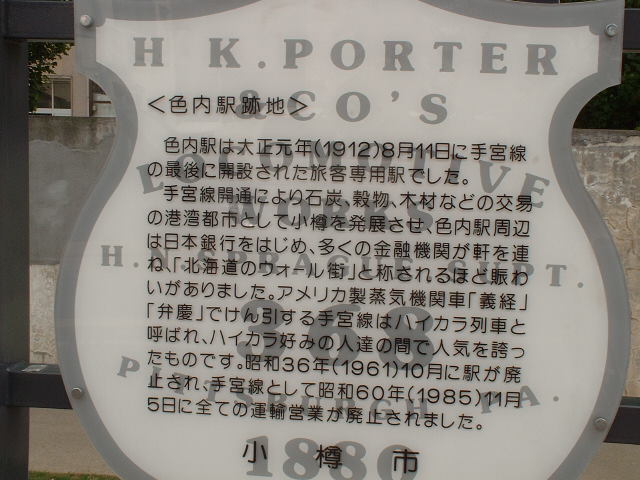 H. K. PORTER
& CO'S
LOCOMOTIVE
WORKS
H. N. SPRAGUE SUPT.
368
PITTSBURGH PA.
1880
＜色内駅跡地＞
色内駅は大正元年(1912)8月11日に手宮線
の最後に開設された旅客専用駅でした。
手宮線開通により石炭、穀物、木材などの交易
の港湾都市として小樽を発展させ、色内駅周辺
は日本銀行をはじめ、多くの金融機関が軒を連
ね、「北海道のウォール街」と称されるほど賑わ
いがありました。アメリカ製蒸気機関車「義経」
「弁慶」でけん引する手宮線はハイカラ列車と
呼ばれ、ハイカラ好みの人達の間で人気を誇っ
たものです。昭和36年(1961)10月に駅が廃
止され、手宮線として昭和60年(1985)11月
5日に全ての運輸営業が廃止されました。
小樽市